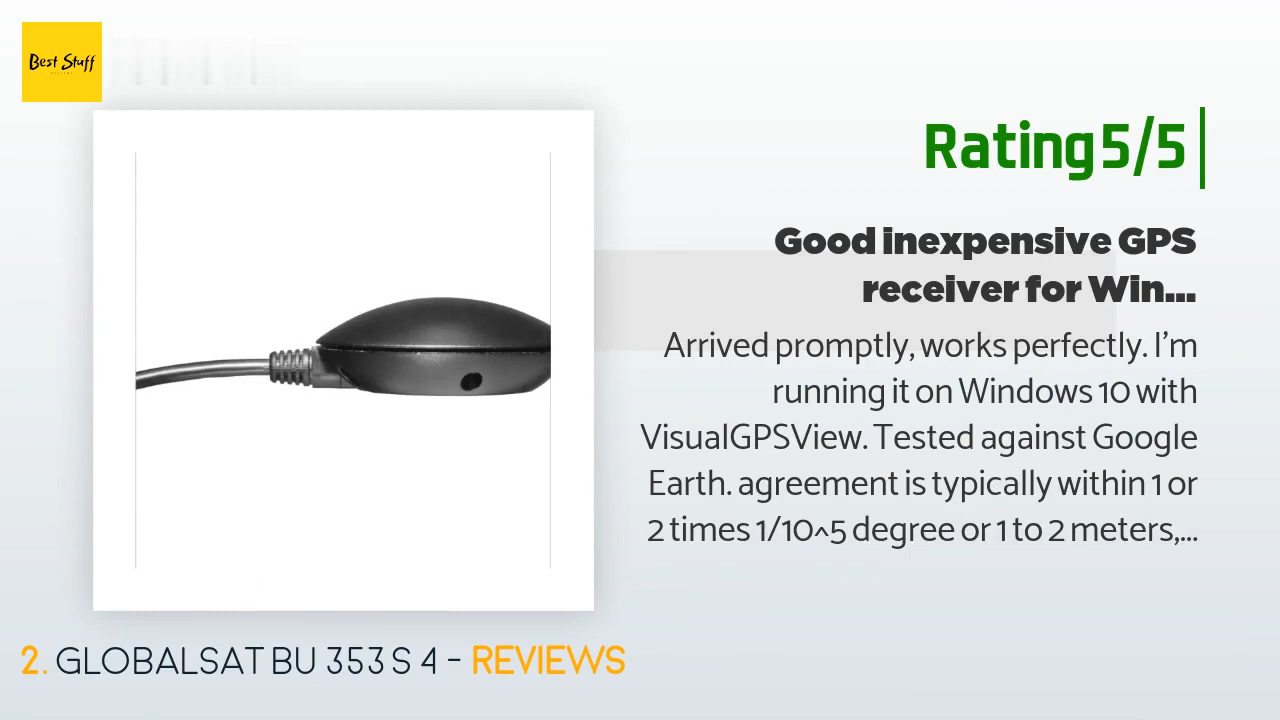 Best Stuff
Rating 5/5
Good inexpensive GPS
receiver for Win...
Arrived promptly, works perfectly. I'm
running it on Windows 10 with
VisualGPSView. Tested against Google
Earth. agreement is typically within 1 or
2 times 1/10^5 degree or 1 to 2 meters,...
2. GLOBALSAT BU 353 S 4 - REVIEWS